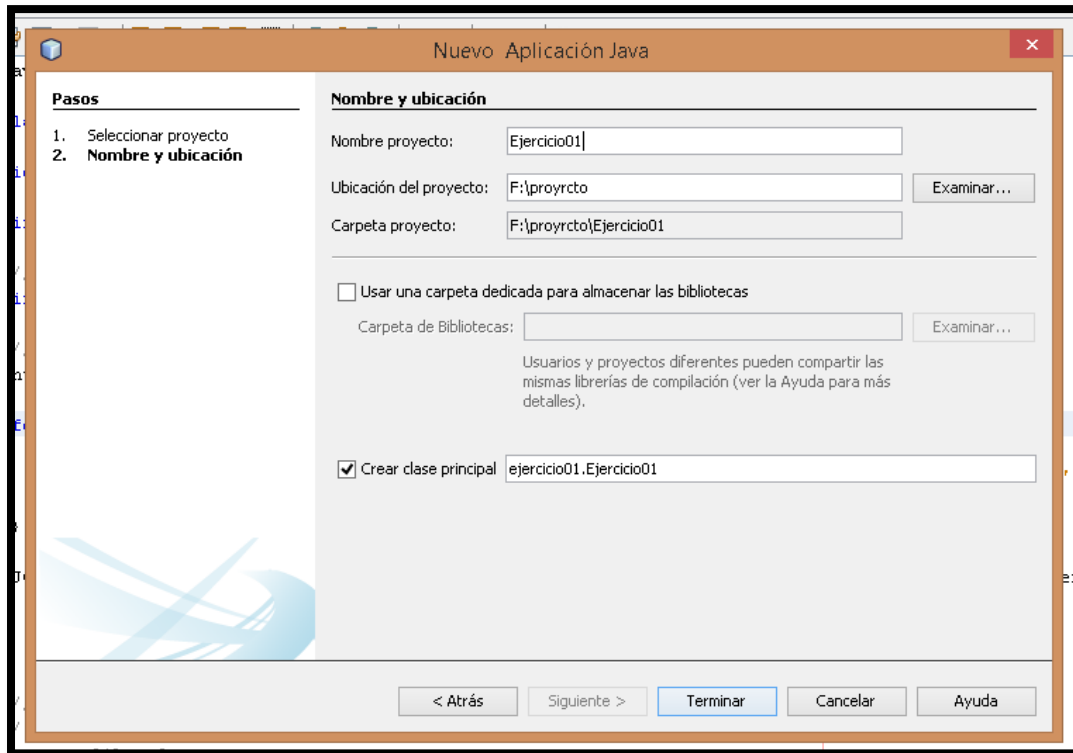 Nuevo Aplicación Java
Pasos
1. Seleccionar proyecto
2. Nombre y ubicación
Nombre y ubicación
Nombre proyecto: Ejercicio01
Ubicación del proyecto: F:\proyrcto Examinar...
Carpeta proyecto: F:\proyrcto\Ejercicio01
Usar una carpeta dedicada para almacenar las bibliotecas
Carpeta de Bibliotecas: Examinar...
Usuarios y proyectos diferentes pueden compartir las
mismas librerías de compilación (ver la Ayuda para más
detalles).
Crear clase principal ejercicio01.Ejercicio01
< Atrás Siguiente > Terminar Cancelar Ayuda